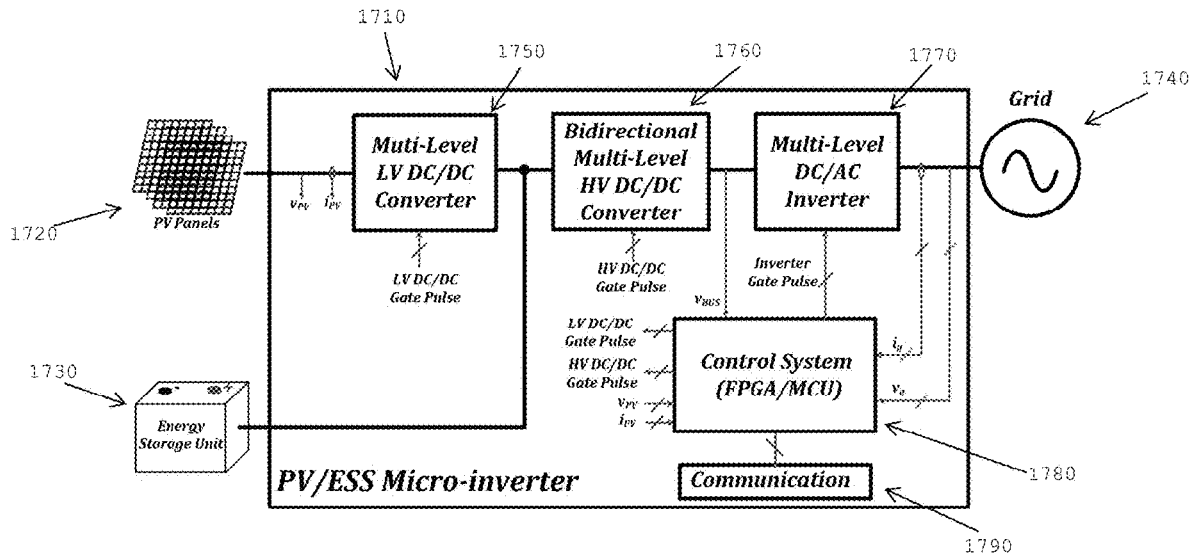 1710
1750
1760
1770
1740
Grid
Muti-Level
LV DC/DC
Converter
Bidirectional
Multi-Level
HV DC/DC
Converter
Multi-Level
DC/AC
Inverter
vPV
iPV
PV Panels
1720
LV DC/DC
Gate Pulse
HV DC/DC
Gate Pulse
Inverter
Gate Pulse
vBUS
LV DC/DC
Gate Pulse
HV DC/DC
Gate Pulse
vPV
iPV
Control System
(FPGA/MCU)
ig
1730
- +
Energy
Storage Unit
1780
PV/ESS Micro-inverter
Communication
1790